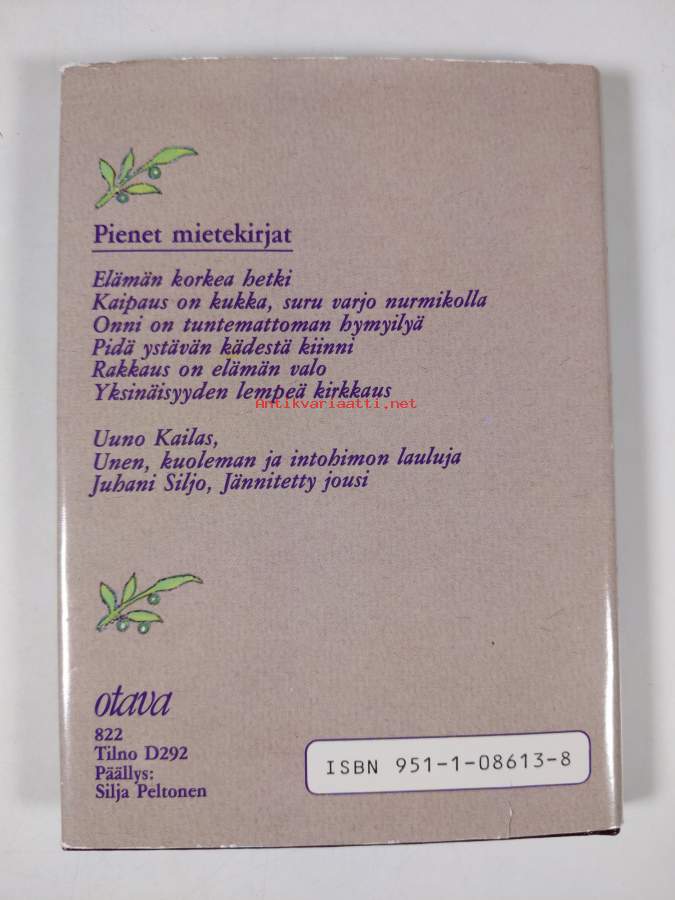 Pienet mietekirjat
Elämän korkea hetki
Kaipaus on kukka, suru varjo nurmikolla
Onni on tuntemattoman hymyilyä
Pidä ystävän kädestä kiinni
Rakkaus on elämän valo
Yksinäisyyden lempeä kirkkaus
Antikvariaatti.net
Uuno Kailas,
Unen, kuoleman ja intohimon lauluja
Juhani Siljo, Jännitetty jousi
otava
822
Tilno D292
Päällys:
Silja Peltonen
ISBN 951-1-08613-8